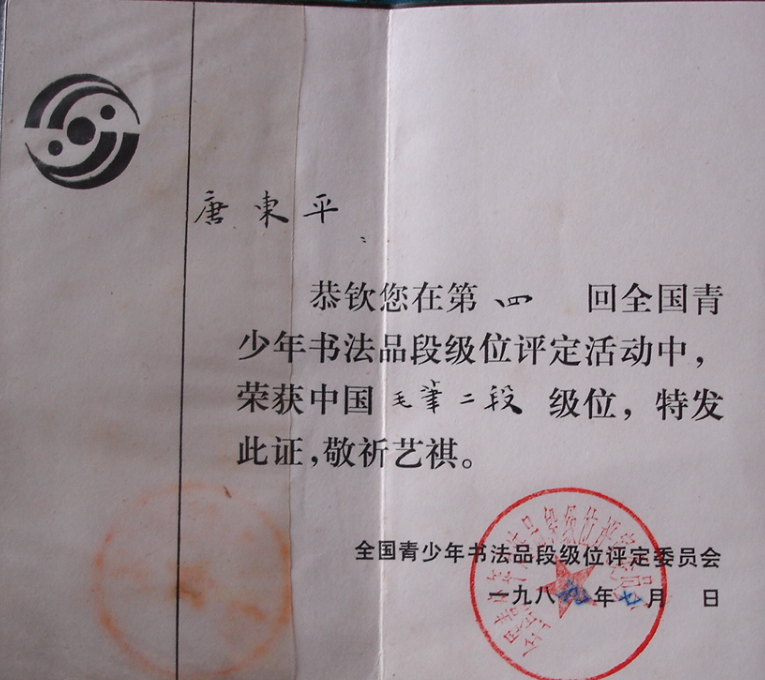 唐東平
恭钦您在第四回全国青
少年书法品段级位评定活动中，
荣获中国毛筆二段级位，特发
此证，敬祈艺祺。
全国青少年书法品段级位评定委员会
一九八九年七月 日